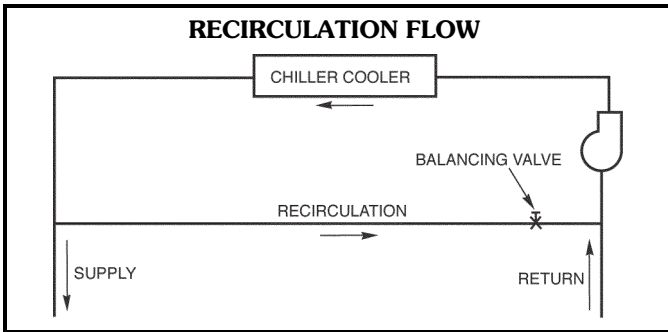 RECIRCULATION FLOW
CHILLER COOLER
BALANCING VALVE
RECIRCULATION
SUPPLY
RETURN